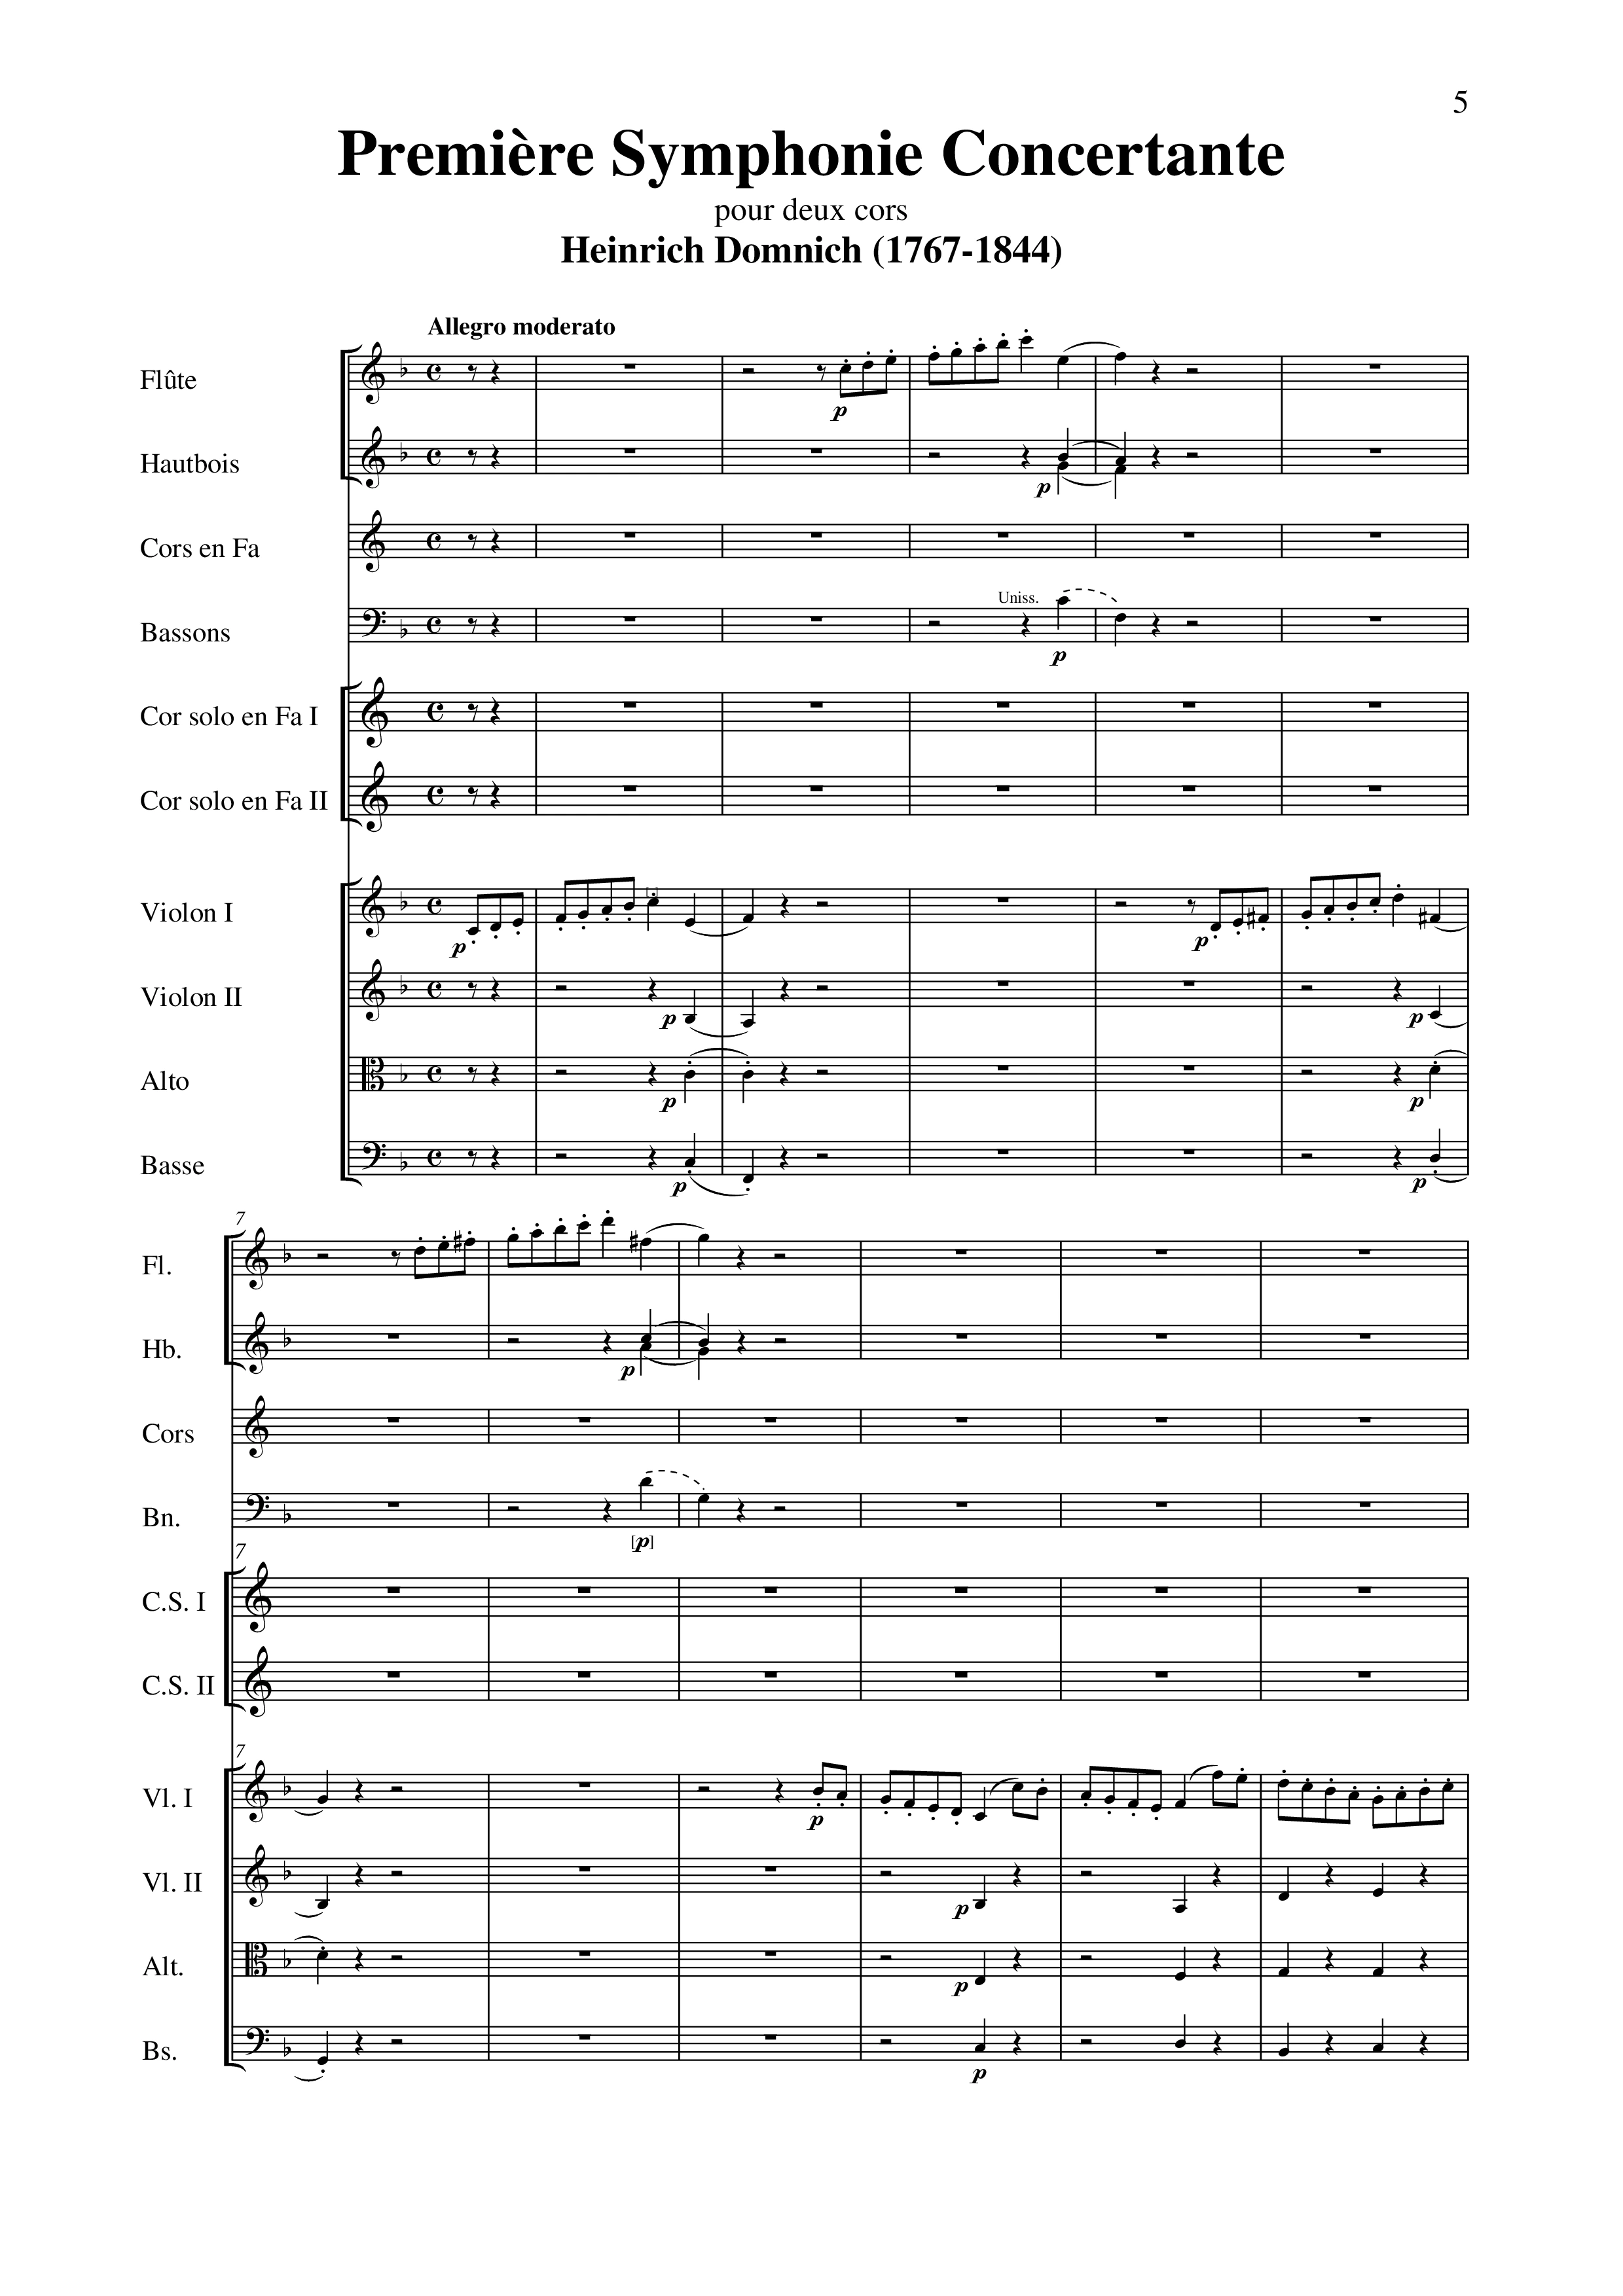 5
Première Symphonie Concertante
pour deux cors
Heinrich Domnich (1767-1844)
Allegro moderato
Flûte
p
Hautbois
p
Cors en Fa
Uniss.
Bassons
p
Cor solo en Fa I
Cor solo en Fa II
[ ]
Violon I
p p
Violon II
p p
Alto
p p
Basse
p p
7
Fl.
Hb.
p
Cors
Bn.
[p]
7
C.S. I
C.S. II
7
Vl. I
p
Vl. II
p
Alt.
p
Bs.
p